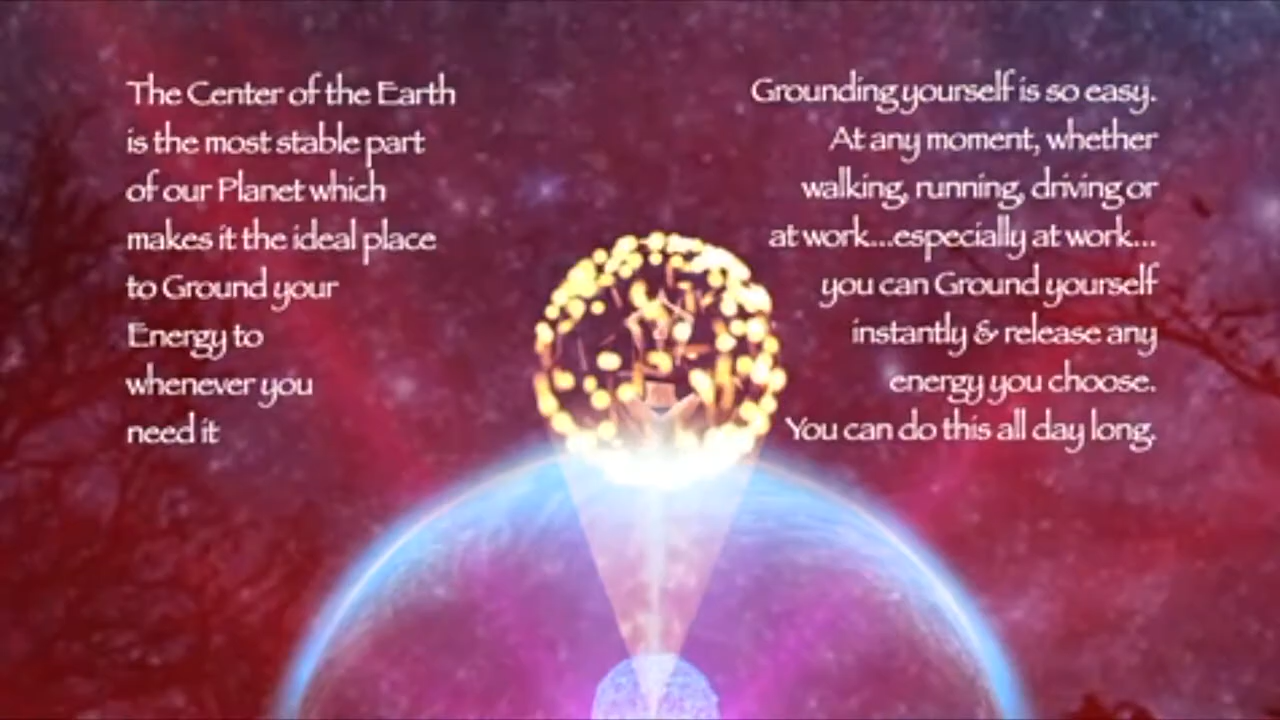 The Center of the Earth
is the most stable part
of our Planet which
makes it the ideal place
to Ground your
Energy to
whenever you
need it
Grounding yourself is so easy.
At any moment, whether
walking, running, driving or
at work...especially at work...
you can Ground yourself
instantly & release any
energy you choose.
You can do this all day long.